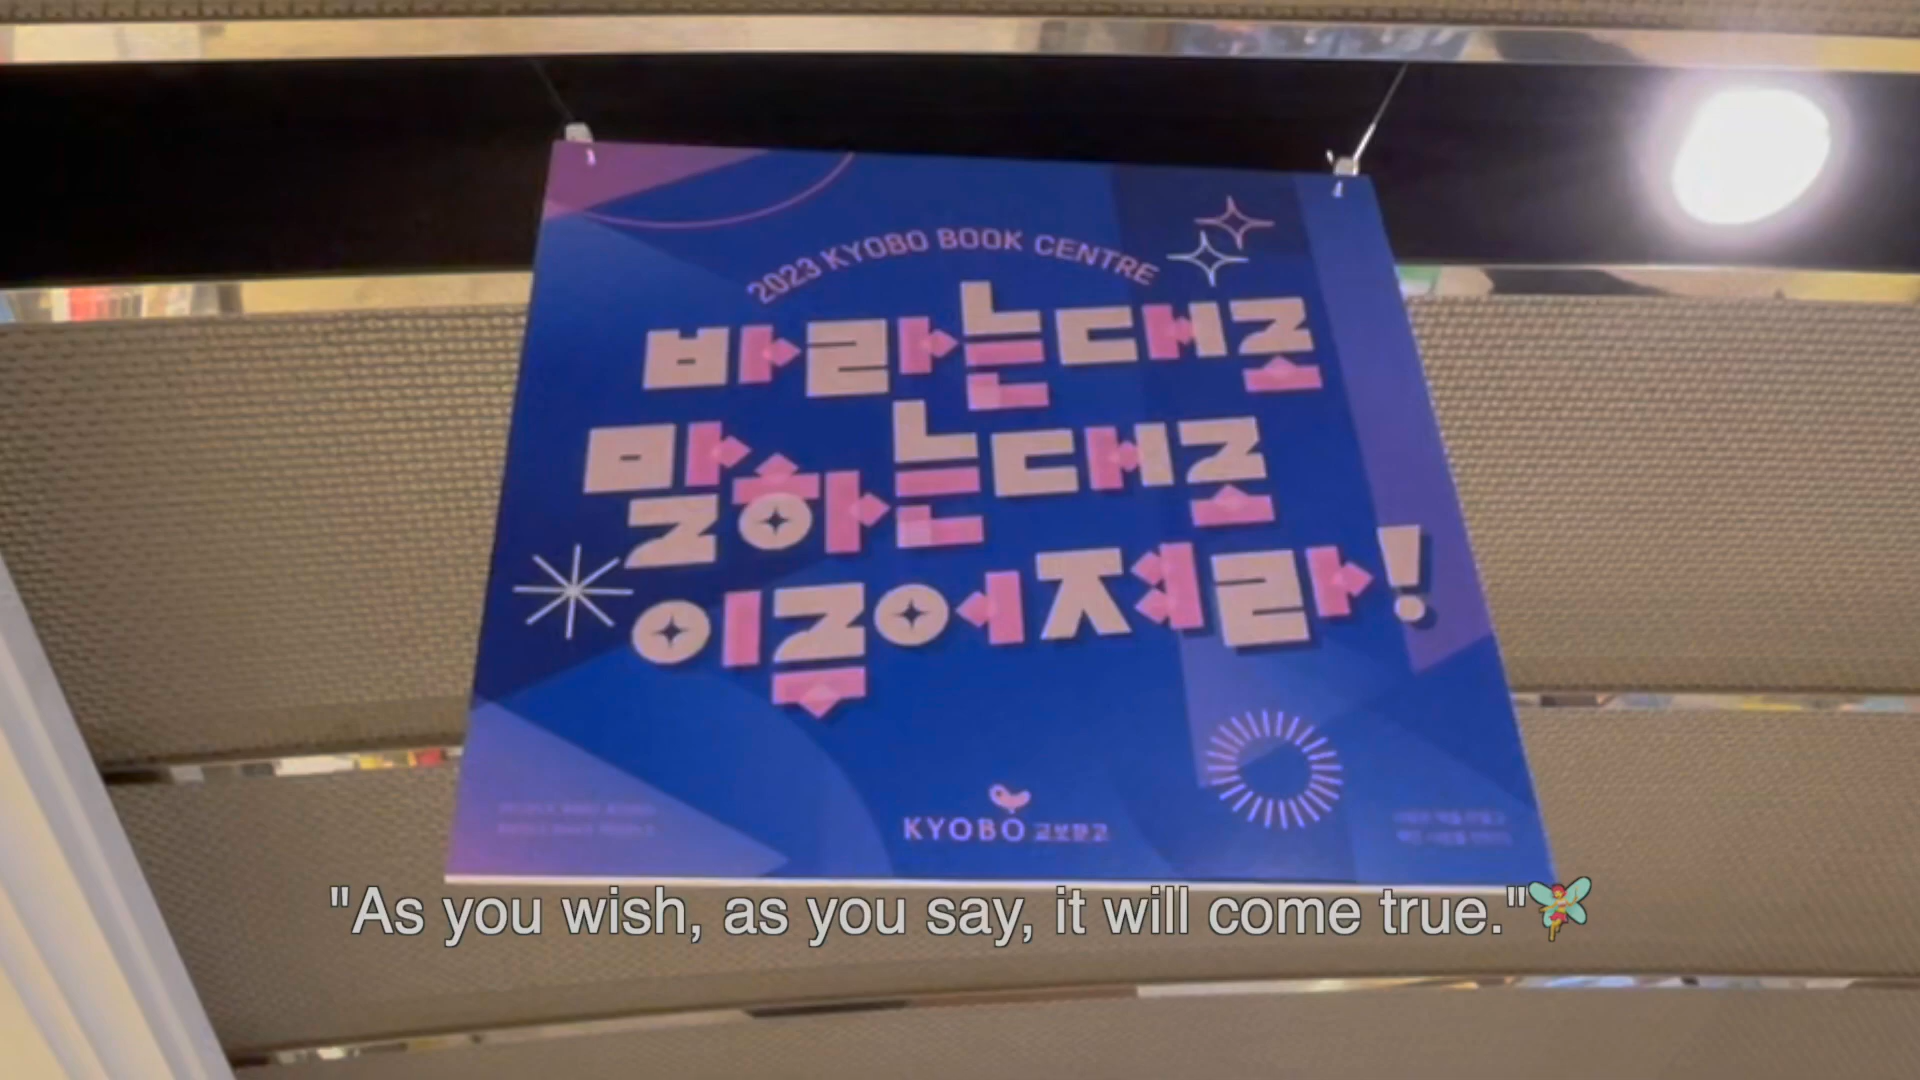 2023 KYOBO BOOK CENTRE
바라는대로
말하는대로
이루어져라!
KYOBO 교보문고
"As you wish, as you say, it will come true."🧚